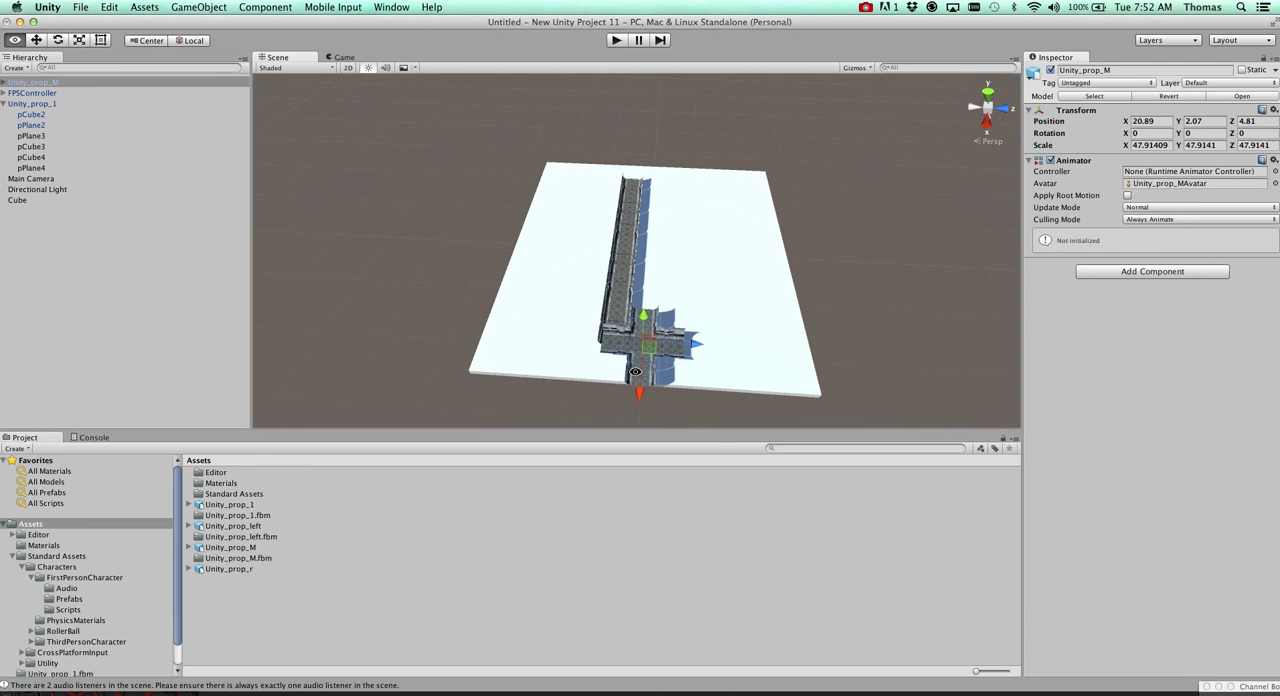 Unity File Edit Assets GameObject Component Mobile Input Window Help 1 100% Tue 7:52 AM Thomas
Untitled - New Unity Project 11 - PC, Mac & Linux Standalone (Personal)
Center Local Layers Layout
Hierarchy
Create All
Unity_prop_M
FPSController
Unity_prop_1
pCube2
pPlane2
pPlane3
pCube3
pCube4
pPlane4
Main Camera
Directional Light
Cube
Scene Game
Shaded 2D Gizmos All
y
z
x
Persp
Inspector
Unity_prop_M Static
Tag Untagged Layer Default
Model Select Revert Open
Transform
Position X 20.89 Y 2.07 Z 4.81
Rotation X 0 Y 0 Z 0
Scale X 47.91409 Y 47.9141 Z 47.9141
Animator
Controller None (Runtime Animator Controller)
Avatar Unity_prop_MAvatar
Apply Root Motion
Update Mode Normal
Culling Mode Always Animate
Not initialized
Add Component
Project Console
Create
Favorites
All Materials
All Models
All Prefabs
All Scripts
Assets
Editor
Materials
Standard Assets
Characters
FirstPersonCharacter
Audio
Prefabs
Scripts
PhysicsMaterials
RollerBall
ThirdPersonCharacter
CrossPlatformInput
Utility
Unity_prop_1.fbm
Assets
Editor
Materials
Standard Assets
Unity_prop_1
Unity_prop_1.fbm
Unity_prop_left
Unity_prop_left.fbm
Unity_prop_M
Unity_prop_M.fbm
Unity_prop_r
There are 2 audio listeners in the scene. Please ensure there is always exactly one audio listener in the scene.
Channel Bo